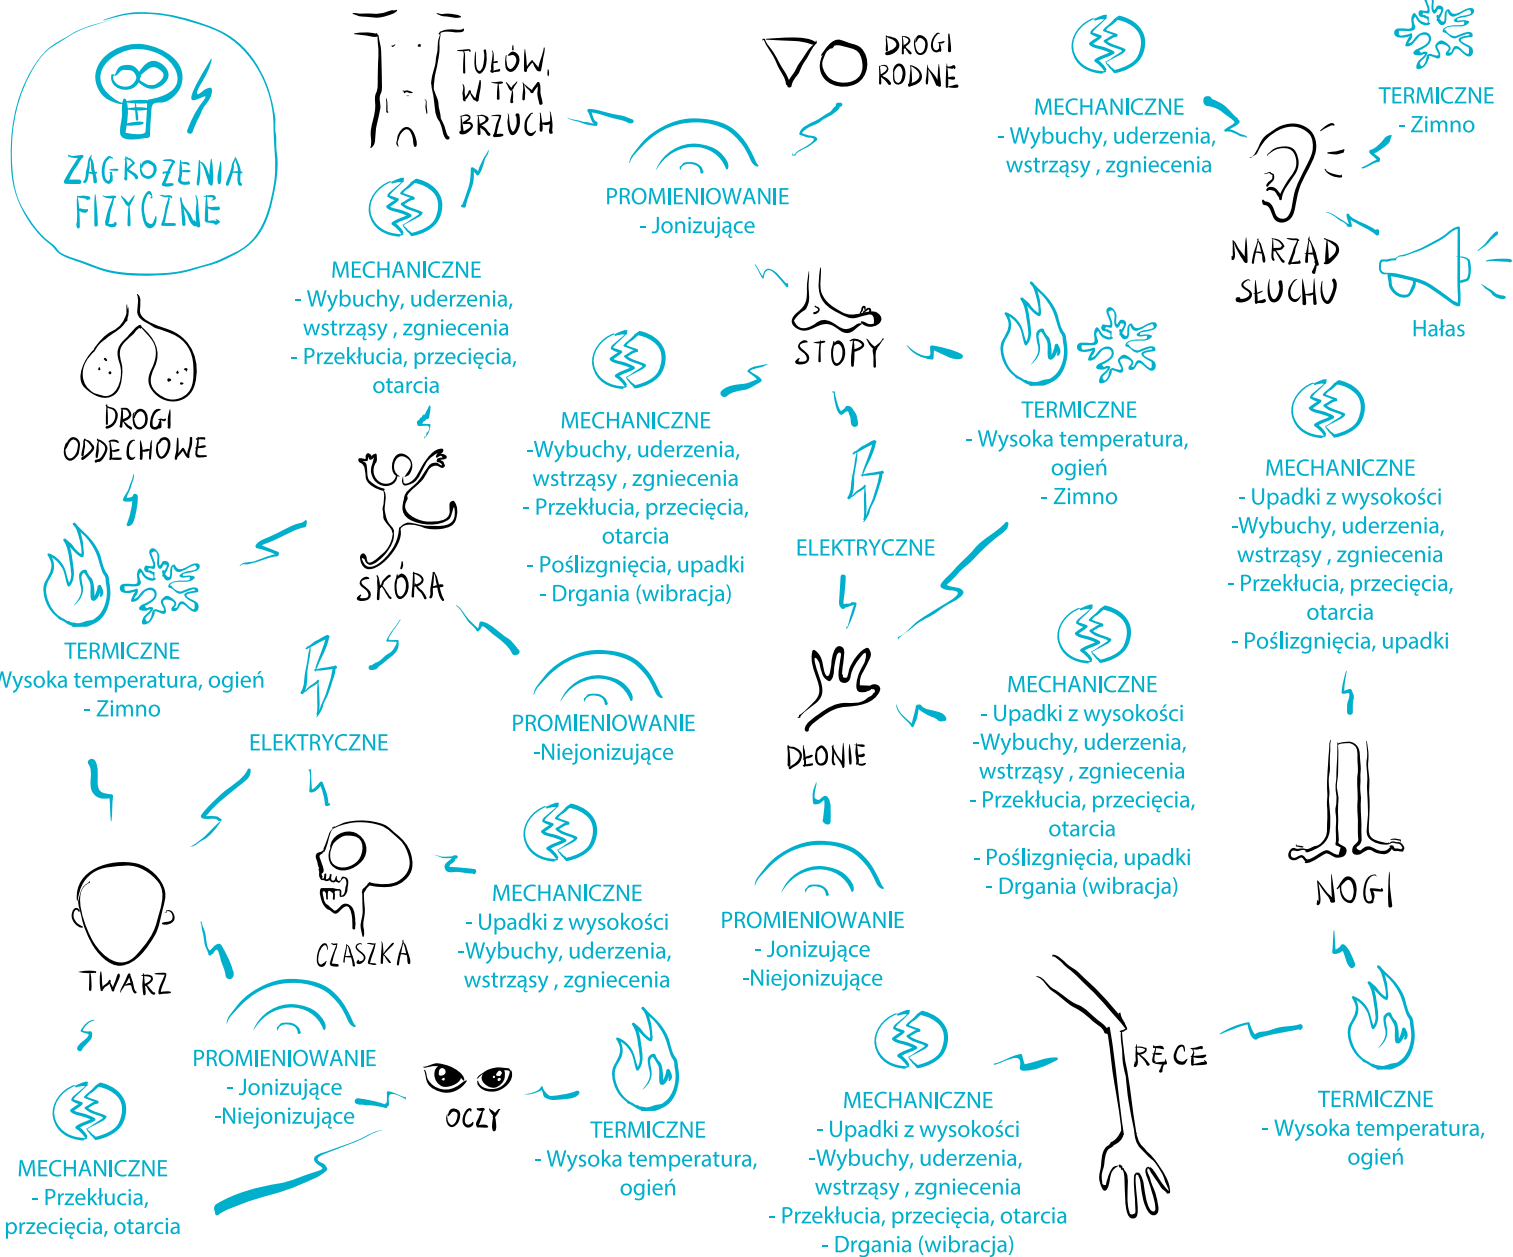 ZAGROŻENIA
FIZYCZNE
TUŁÓW,
W TYM
BRZUCH
DROGI
RODNE
PROMIENIOWANIE
- Jonizujące
MECHANICZNE
- Wybuchy, uderzenia,
wstrząsy , zgniecenia
TERMICZNE
- Zimno
NARZĄD
SŁUCHU
Hałas
MECHANICZNE
- Wybuchy, uderzenia,
wstrząsy , zgniecenia
- Przekłucia, przecięcia,
otarcia
DROGI
ODDECHOWE
STOPY
MECHANICZNE
-Wybuchy, uderzenia,
wstrząsy , zgniecenia
- Przekłucia, przecięcia,
otarcia
- Poślizgnięcia, upadki
- Drgania (wibracja)
TERMICZNE
- Wysoka temperatura,
ogień
- Zimno
MECHANICZNE
- Upadki z wysokości
-Wybuchy, uderzenia,
wstrząsy , zgniecenia
- Przekłucia, przecięcia,
otarcia
- Poślizgnięcia, upadki
SKÓRA
ELEKTRYCZNE
TERMICZNE
Wysoka temperatura, ogień
- Zimno
ELEKTRYCZNE
PROMIENIOWANIE
-Niejonizujące
DŁONIE
MECHANICZNE
- Upadki z wysokości
-Wybuchy, uderzenia,
wstrząsy , zgniecenia
- Przekłucia, przecięcia,
otarcia
- Poślizgnięcia, upadki
- Drgania (wibracja)
NOGI
TWARZ
CZASZKA
MECHANICZNE
- Upadki z wysokości
-Wybuchy, uderzenia,
wstrząsy , zgniecenia
PROMIENIOWANIE
- Jonizujące
-Niejonizujące
PROMIENIOWANIE
- Jonizujące
-Niejonizujące
OCZY
TERMICZNE
- Wysoka temperatura,
ogień
RĘCE
MECHANICZNE
- Upadki z wysokości
-Wybuchy, uderzenia,
wstrząsy , zgniecenia
- Przekłucia, przecięcia, otarcia
- Drgania (wibracja)
TERMICZNE
- Wysoka temperatura,
ogień
MECHANICZNE
- Przekłucia,
przecięcia, otarcia